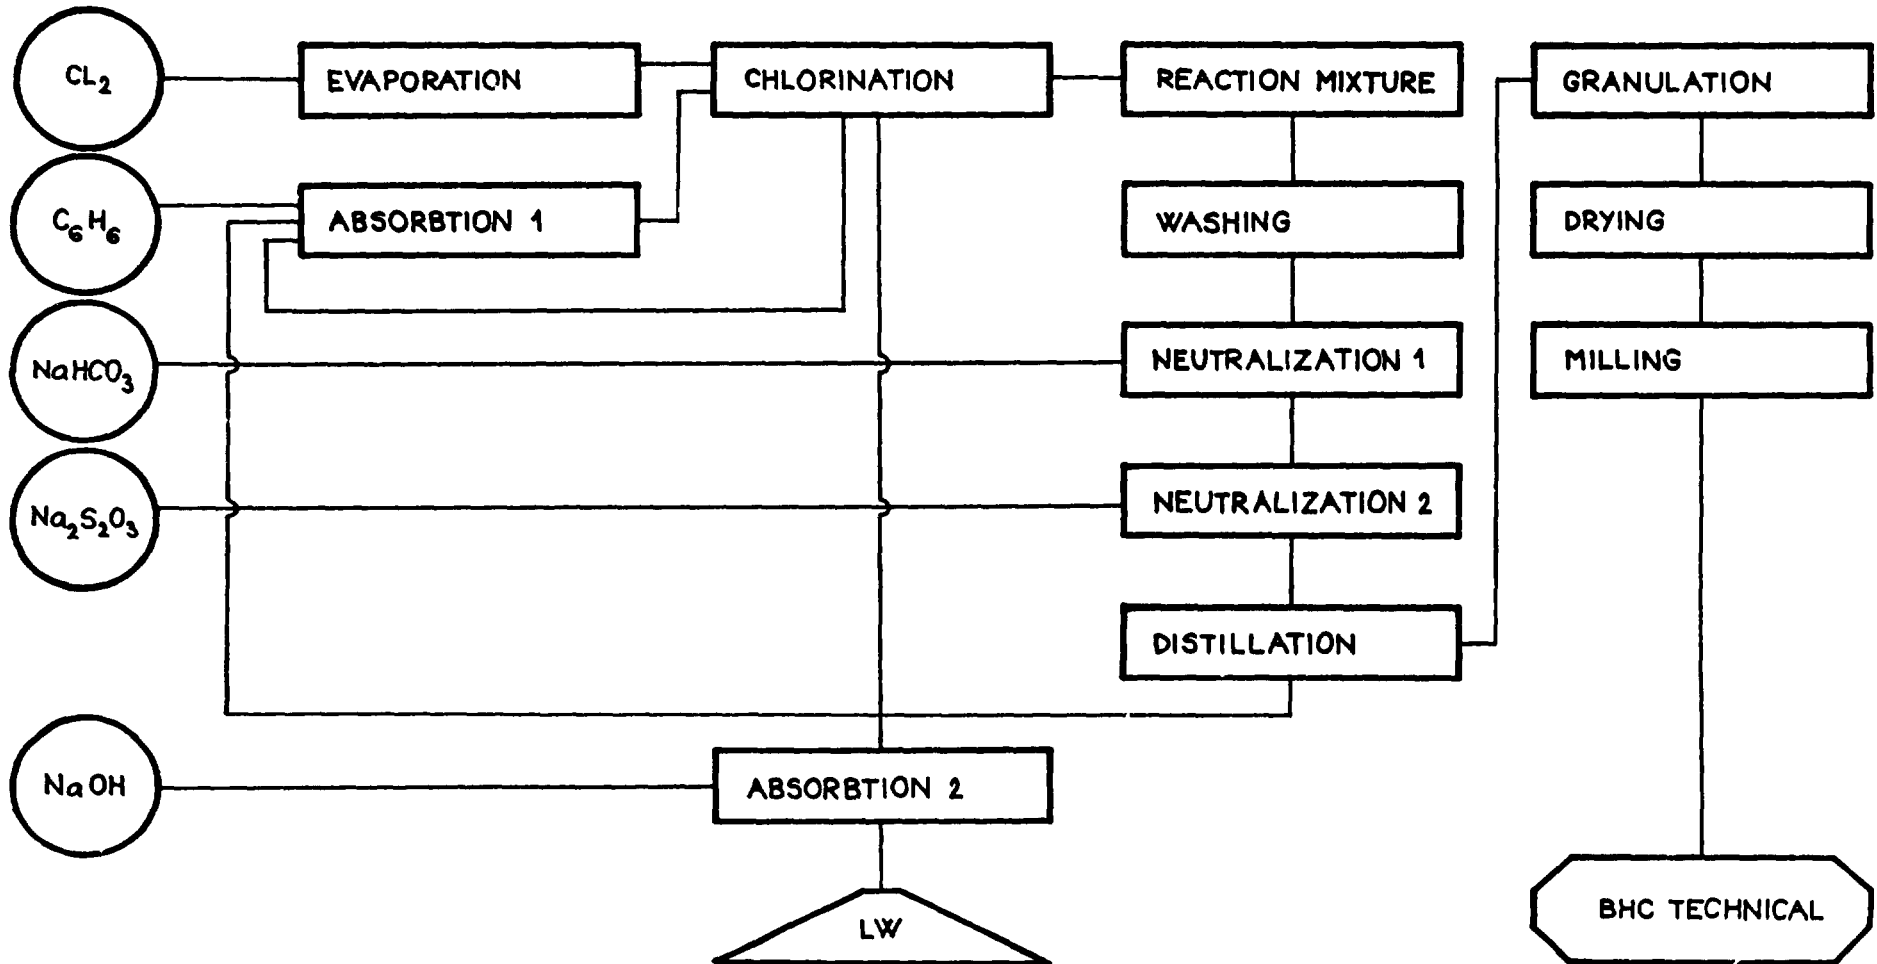 CL₂
EVAPORATION
CHLORINATION
REACTION MIXTURE
GRANULATION
C₆H₆
ABSORBTION 1
WASHING
DRYING
NaHCO₃
NEUTRALIZATION 1
MILLING
Na₂S₂O₃
NEUTRALIZATION 2
DISTILLATION
NaOH
ABSORBTION 2
LW
BHC TECHNICAL